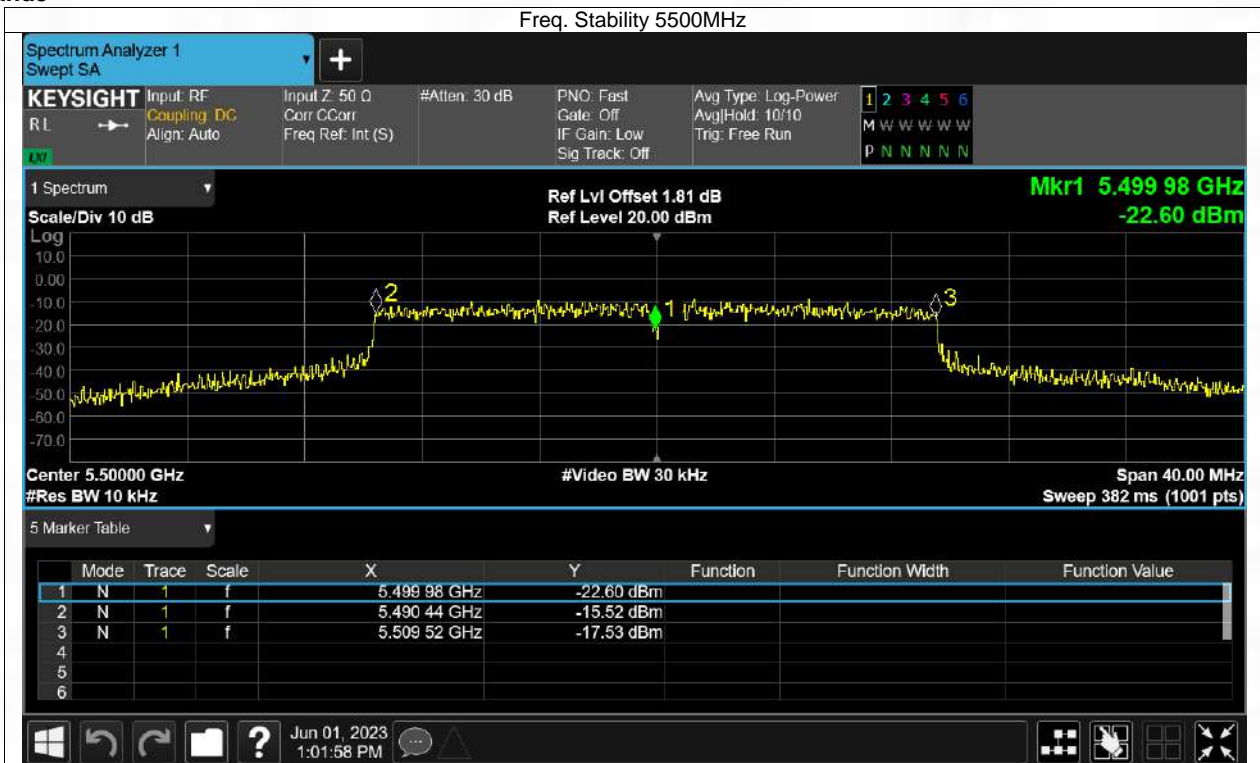 Freq. Stability 5500MHz
Spectrum Analyzer 1
Swept SA
+
KEYSIGHT
RL
LXI
Input: RF
Coupling: DC
Align: Auto
Input Z: 50 Ω
Corr CCorr
Freq Ref: Int (S)
#Atten: 30 dB
PNO: Fast
Gate: Off
IF Gain: Low
Sig Track: Off
Avg Type: Log-Power
Avg|Hold: 10/10
Trig: Free Run
1 2 3 4 5 6
M W W W W W
P N N N N N
1 Spectrum
Scale/Div 10 dB
Ref Lvl Offset 1.81 dB
Ref Level 20.00 dBm
Mkr1 5.499 98 GHz
-22.60 dBm
Log
10.0
0.00
-10.0
-20.0
-30.0
-40.0
-50.0
-60.0
-70.0
2
1
3
Center 5.50000 GHz
#Res BW 10 kHz
#Video BW 30 kHz
Span 40.00 MHz
Sweep 382 ms (1001 pts)
5 Marker Table
Mode Trace Scale X Y Function Function Width Function Value
1 N 1 f 5.499 98 GHz -22.60 dBm
2 N 1 f 5.490 44 GHz -15.52 dBm
3 N 1 f 5.509 52 GHz -17.53 dBm
4
5
6
?
Jun 01, 2023
1:01:58 PM